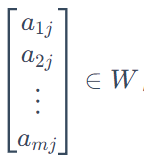 a_{1j}
a_{2j}
⋮
a_{mj}
∈ W